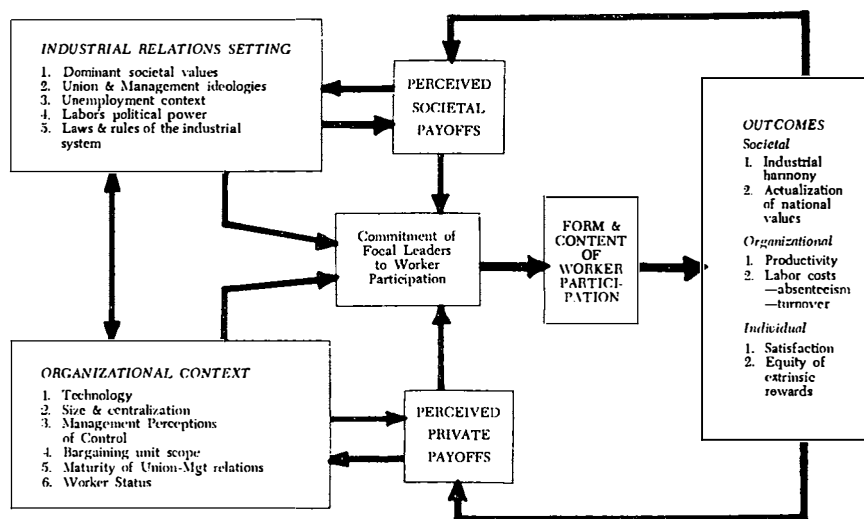 INDUSTRIAL RELATIONS SETTING
1. Dominant societal values
2. Union & Management ideologies
3. Unemployment context
4. Labor's political power
5. Laws & rules of the industrial
system
PERCEIVED
SOCIETAL
PAYOFFS
Commitment of
Focal Leaders
to Worker
Participation
FORM &
CONTENT
OF
WORKER
PARTICI-
PATION
OUTCOMES
Societal
1. Industrial
harmony
2. Actualization
of national
values
Organizational
1. Productivity
2. Labor costs
—absenteeism
—turnover
Individual
1. Satisfaction
2. Equity of
extrinsic
rewards
ORGANIZATIONAL CONTEXT
1. Technology
2. Size & centralization
3. Management Perceptions
of Control
4. Bargaining unit scope
5. Maturity of Union-Mgt relations
6. Worker Status
PERCEIVED
PRIVATE
PAYOFFS